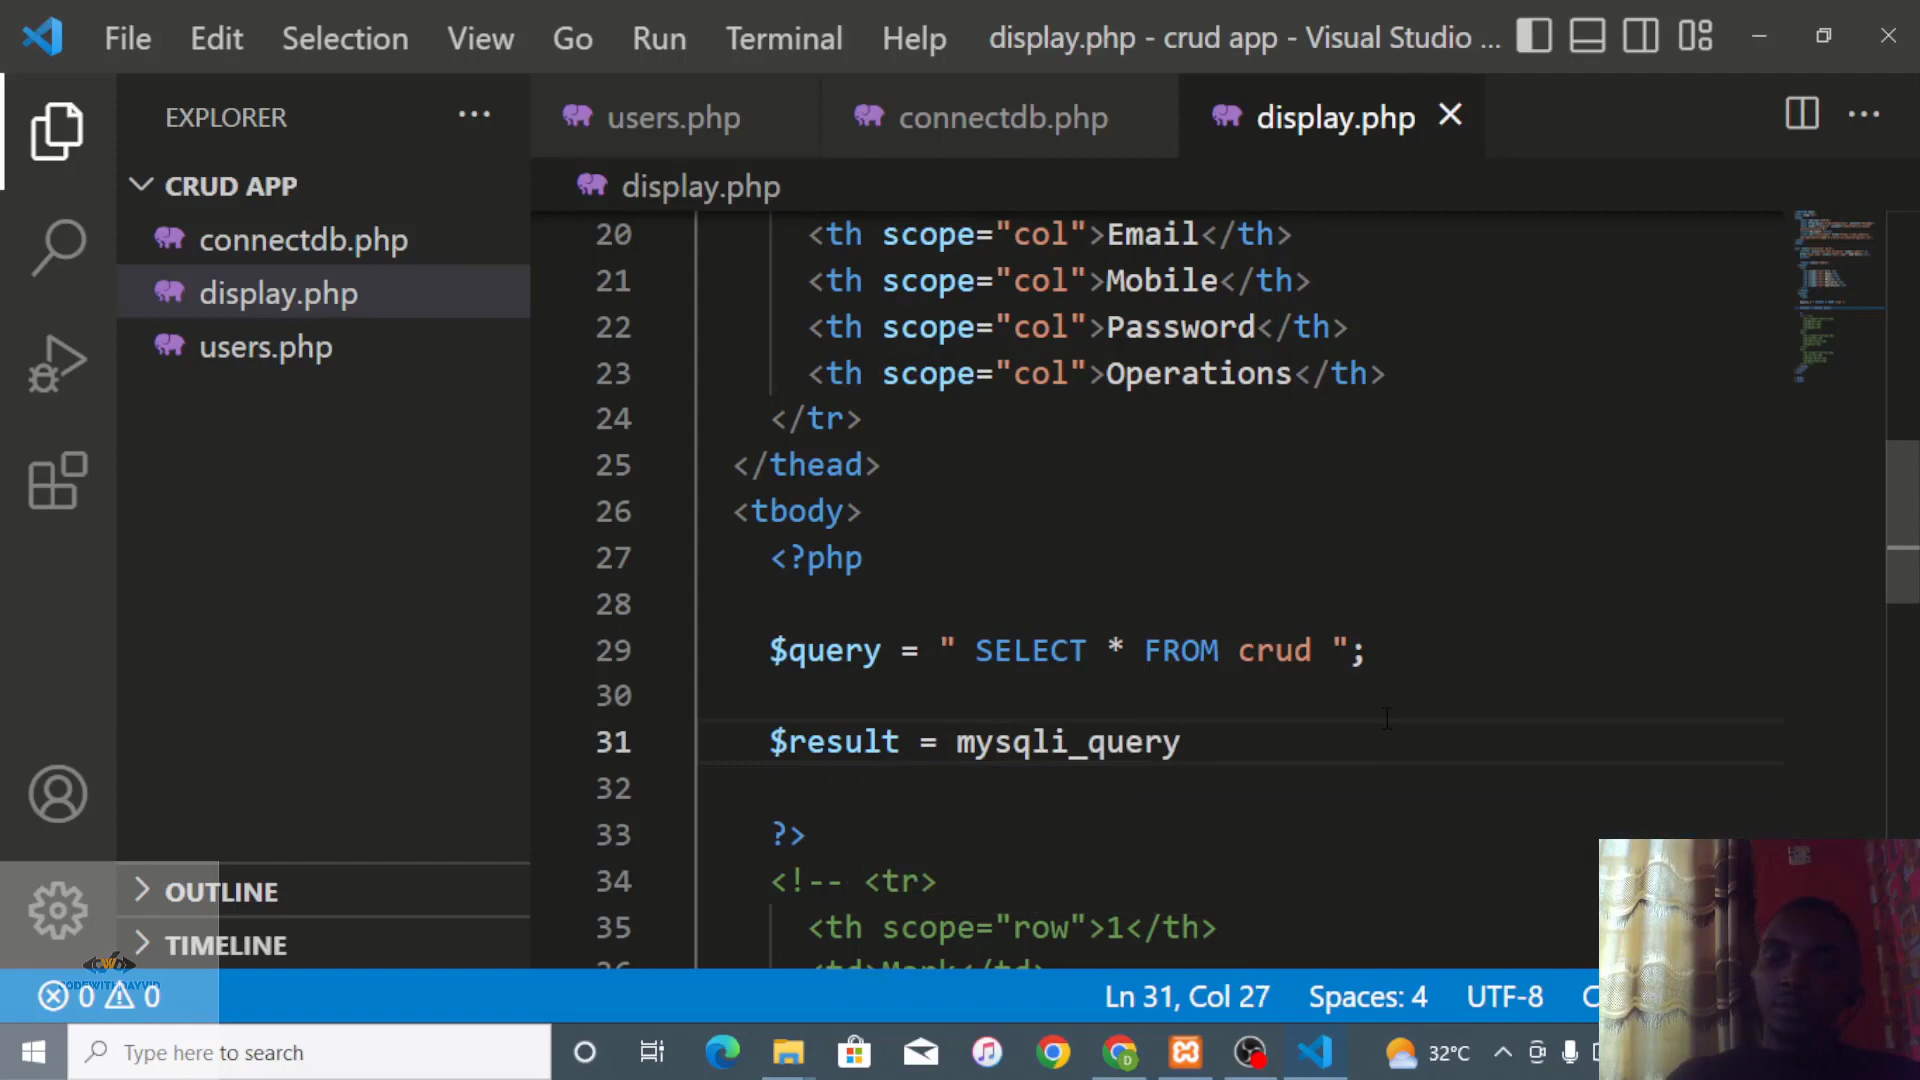 File Edit Selection View Go Run Terminal Help display.php - crud app - Visual Studio ...
EXPLORER
users.php
connectdb.php
display.php
CRUD APP
connectdb.php
display.php
users.php
OUTLINE
TIMELINE
display.php
20 <th scope="col">Email</th>
21 <th scope="col">Mobile</th>
22 <th scope="col">Password</th>
23 <th scope="col">Operations</th>
24 </tr>
25 </thead>
26 <tbody>
27 <?php
28
29 $query = " SELECT * FROM crud ";
30
31 $result = mysqli_query
32
33 ?>
34 <!-- <tr>
35 <th scope="row">1</th>
<td>Mark</td>
CWD
CODEWITHDAYVID
0 0
Ln 31, Col 27 Spaces: 4 UTF-8
Type here to search
D
32°C